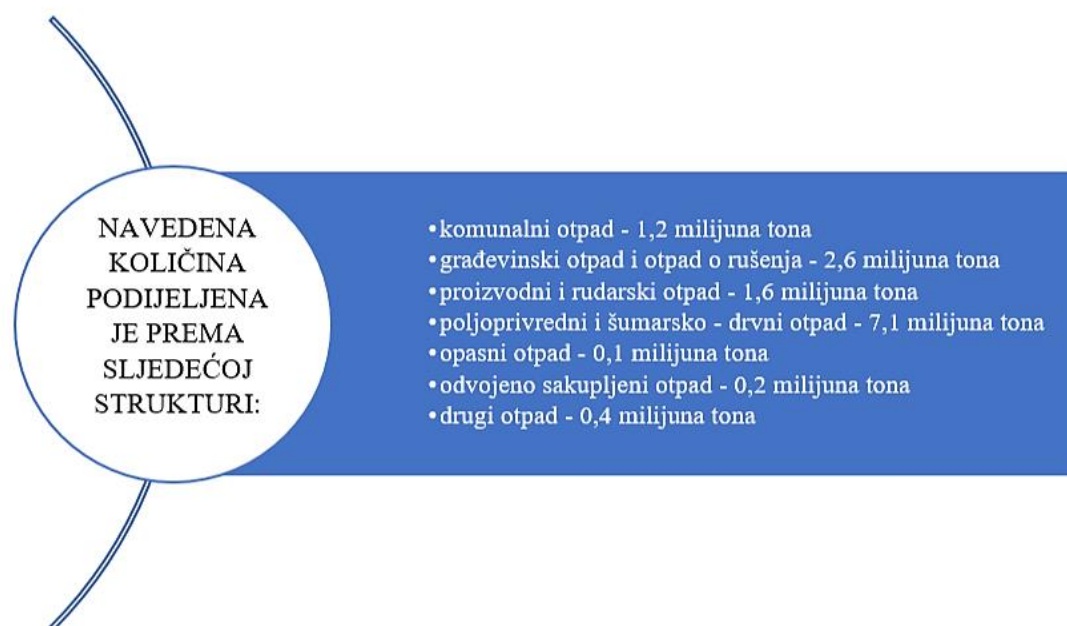 NAVEDENA
KOLIČINA
PODIJELJENA
JE PREMA
SLJEDEĆOJ
STRUKTURI:
•komunalni otpad - 1,2 milijuna tona
•građevinski otpad i otpad o rušenja - 2,6 milijuna tona
•proizvodni i rudarski otpad - 1,6 milijuna tona
•poljoprivredni i šumarsko - drvni otpad - 7,1 milijuna tona
•opasni otpad - 0,1 milijuna tona
•odvojeno sakupljeni otpad - 0,2 milijuna tona
•drugi otpad - 0,4 milijuna tona